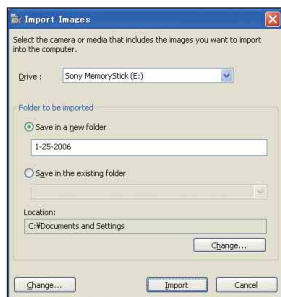 Import Images
Select the camera or media that includes the images you want to import
into the computer.
Drive :
Sony MemoryStick (E:)
Folder to be imported
Save in a new folder
1-25-2006
Save in the existing folder
Location:
C:¥Documents and Settings
Change...
Change...
Import
Cancel